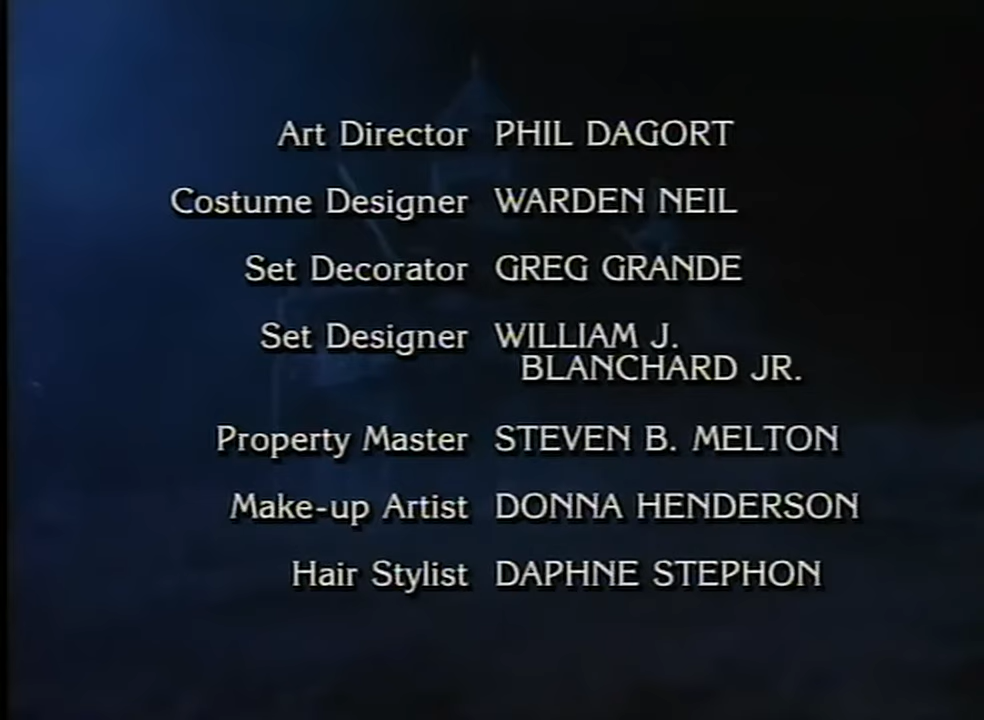 Art Director PHIL DAGORT
Costume Designer WARDEN NEIL
Set Decorator GREG GRANDE
Set Designer WILLIAM J.
BLANCHARD JR.
Property Master STEVEN B. MELTON
Make-up Artist DONNA HENDERSON
Hair Stylist DAPHNE STEPHON